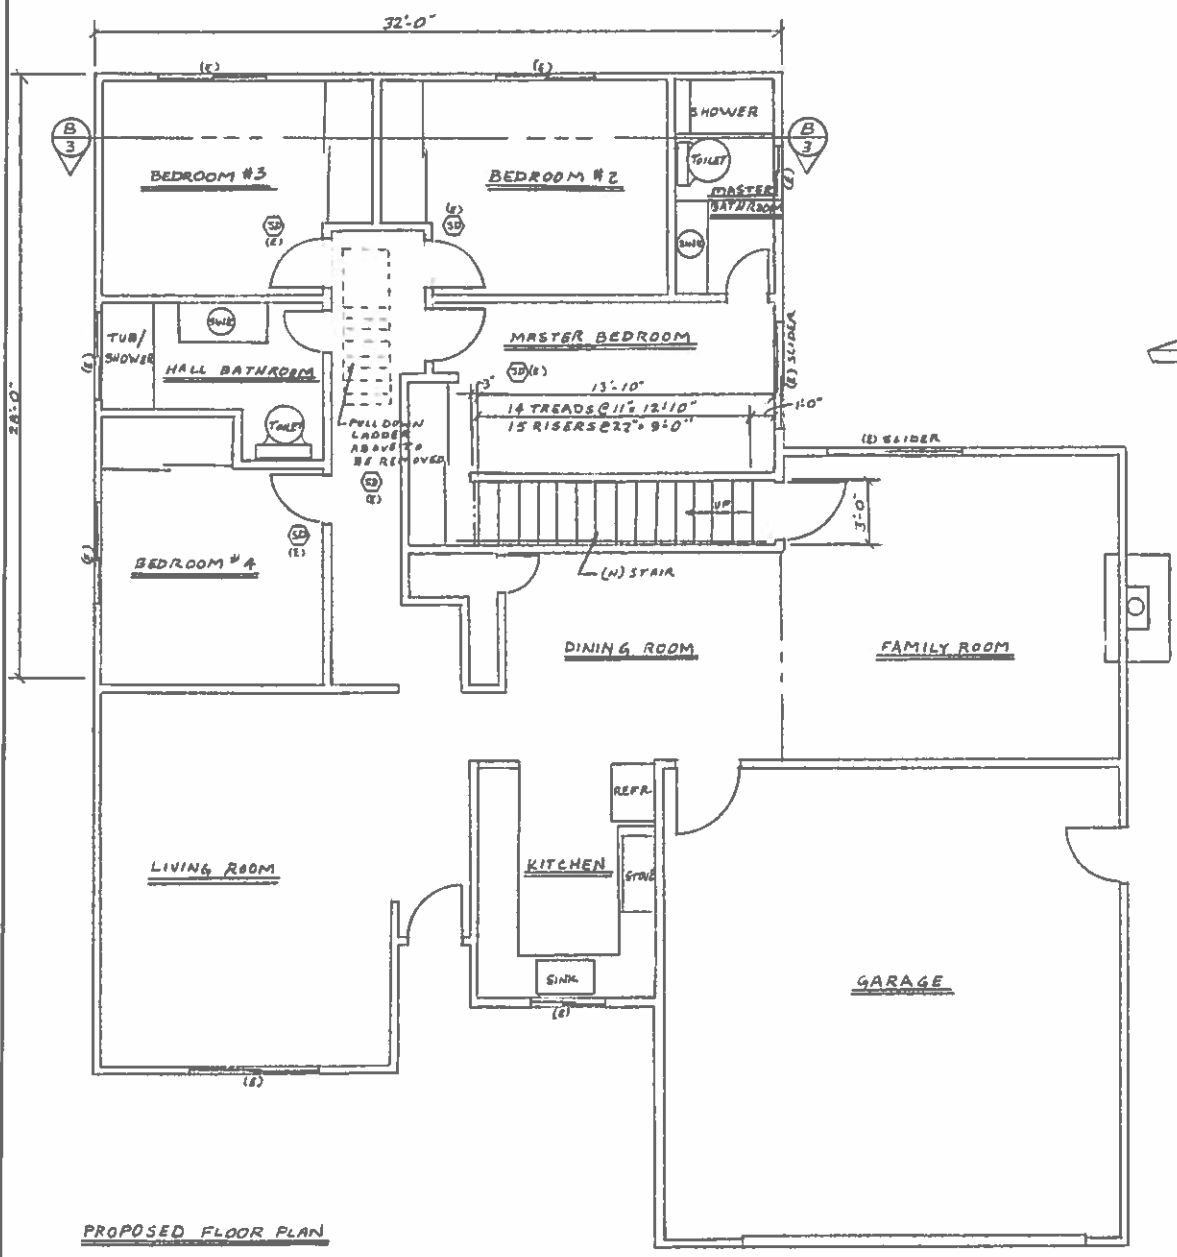 32'-0"
(E)
(E)
SHOWER
B
3
B
3
TOILET
BEDROOM #3
BEDROOM #2
(E)
MASTER
BATHROOM
SD
(E)
(E)
SD
SINK
28'-0"
TUB/
SHOWER
SINK
MASTER BEDROOM
(E) SLIDER
(E)
HALL BATHROOM
SD (E)
3"
13'-10"
14 TREADS @ 11" = 12'-10"
1'-0"
15 RISERS @ 7.2" = 9'-0"
TOILET
PULL DOWN
LADDER
ABOVE TO
BE REMOVED
(E) SLIDER
SD
(E)
UP
3'-0"
SD
(E)
(E)
BEDROOM #4
(N) STAIR
DINING ROOM
FAMILY ROOM
REFR
LIVING ROOM
KITCHEN
STOVE
SINK
GARAGE
(E)
(E)
PROPOSED FLOOR PLAN